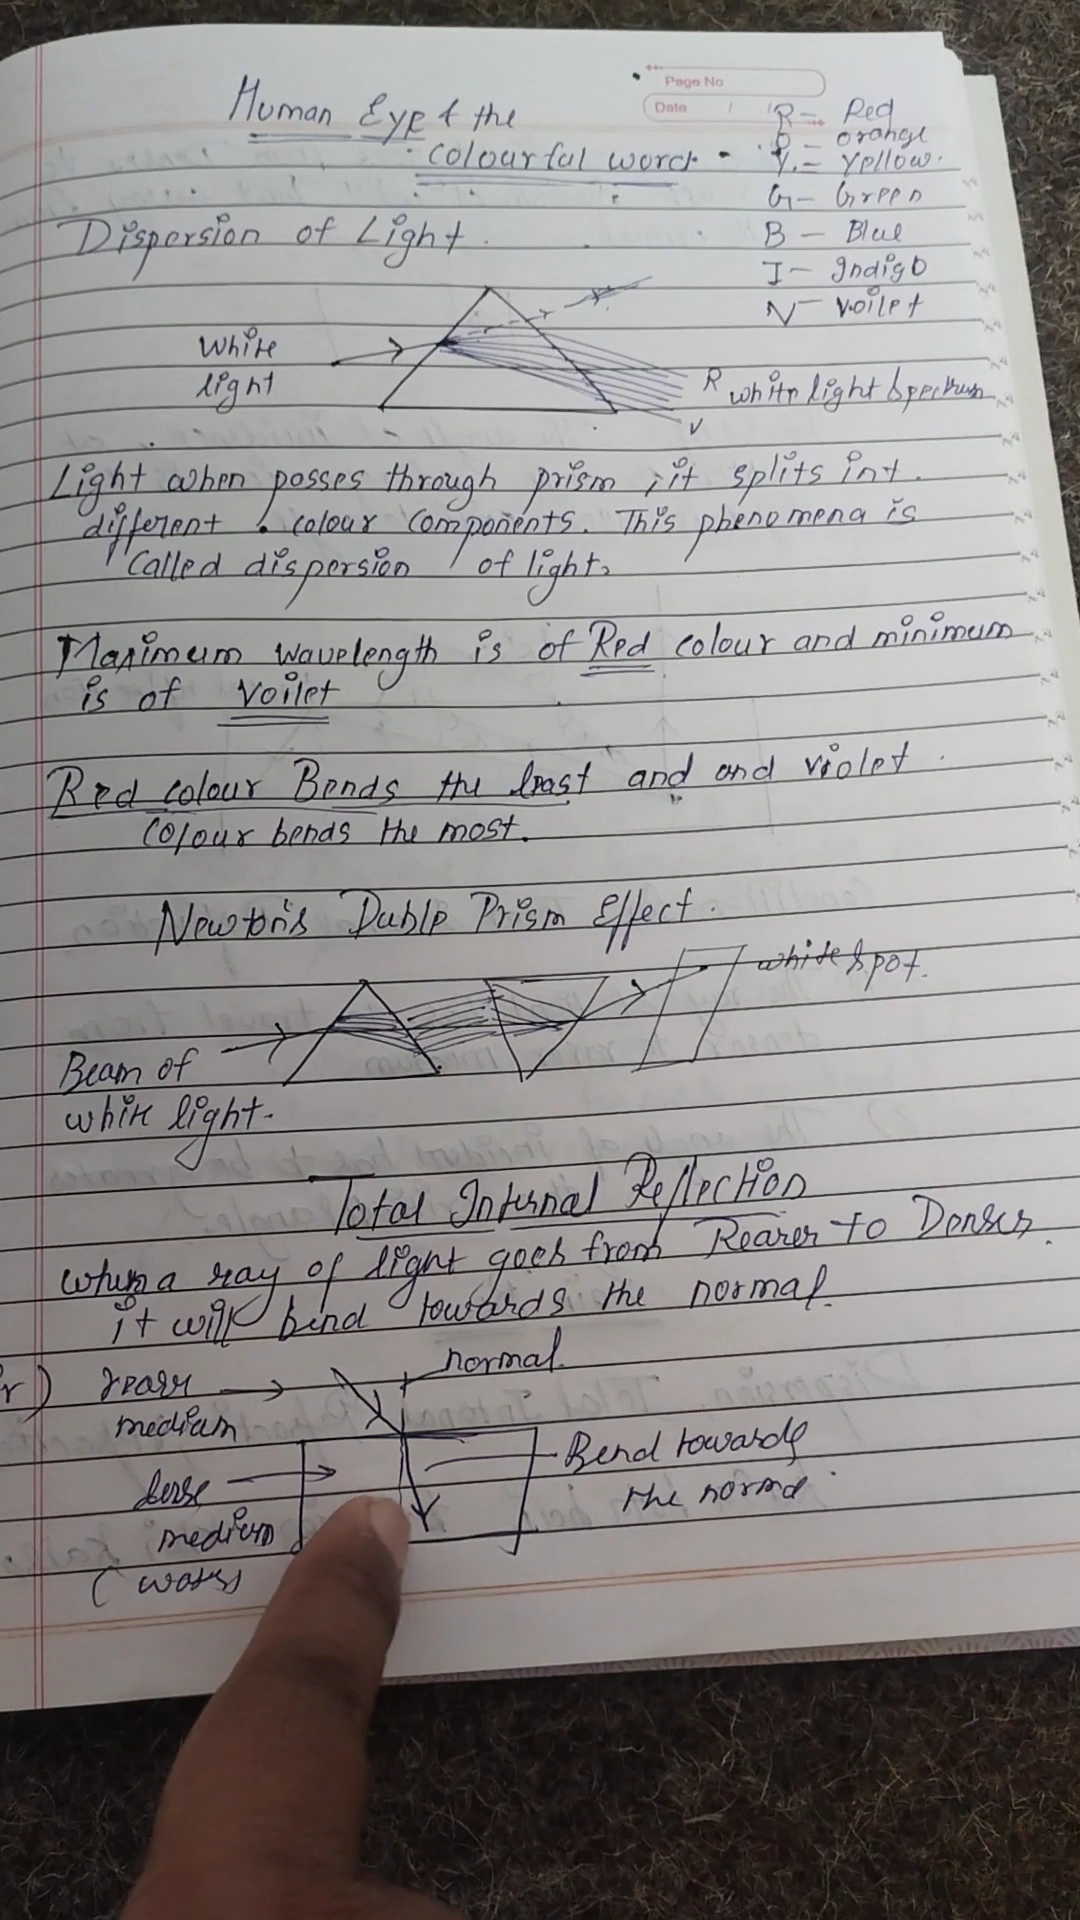 Page No
Date
Human Eye & the
colourful world
R - Red
O - orange
Y - Yellow.
G - Green
B - Blue
I - Indigo
V - Voilet
Dispersion of Light.
White
light
R
white light Spectrum
V
Light when posses through prism, it splits int.
different colour components. This phenomena is
Called dispersion of light.
Maximum wavelength is of Red colour and minimum
is of Voilet
Red colour Bends the least and and violet.
Colour bends the most.
Newton's Duble Prism Effect.
white spot.
Beam of
white light.
Total Internal Reflection
when a ray of light goes from Rearer To Denser.
it will bend towards the normal.
normal.
rearer
medium
Bend towards
the normal
dense
medium
(water